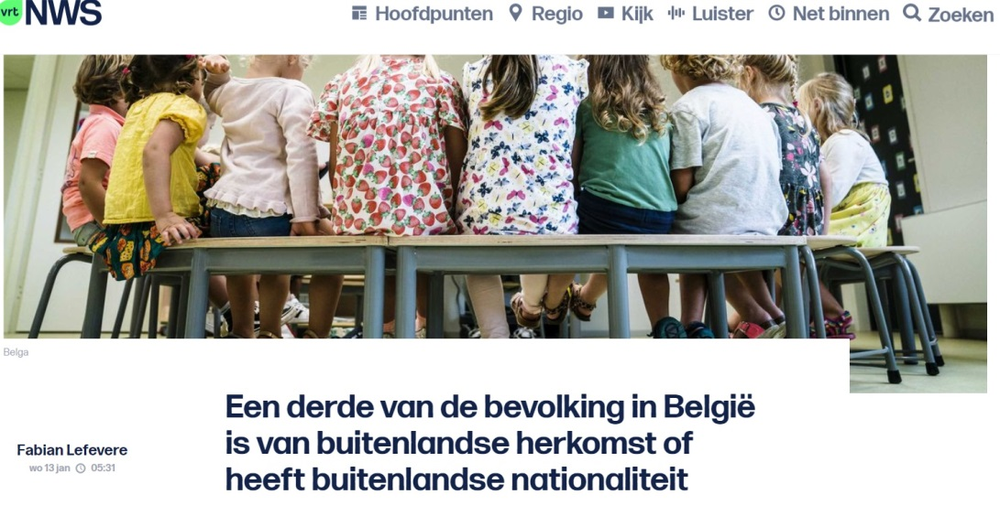 vrt NWS Hoofdpunten Regio Kijk Luister Net binnen Zoeken
Belga
Een derde van de bevolking in België
is van buitenlandse herkomst of
heeft buitenlandse nationaliteit
Fabian Lefevere
wo 13 jan 05:31